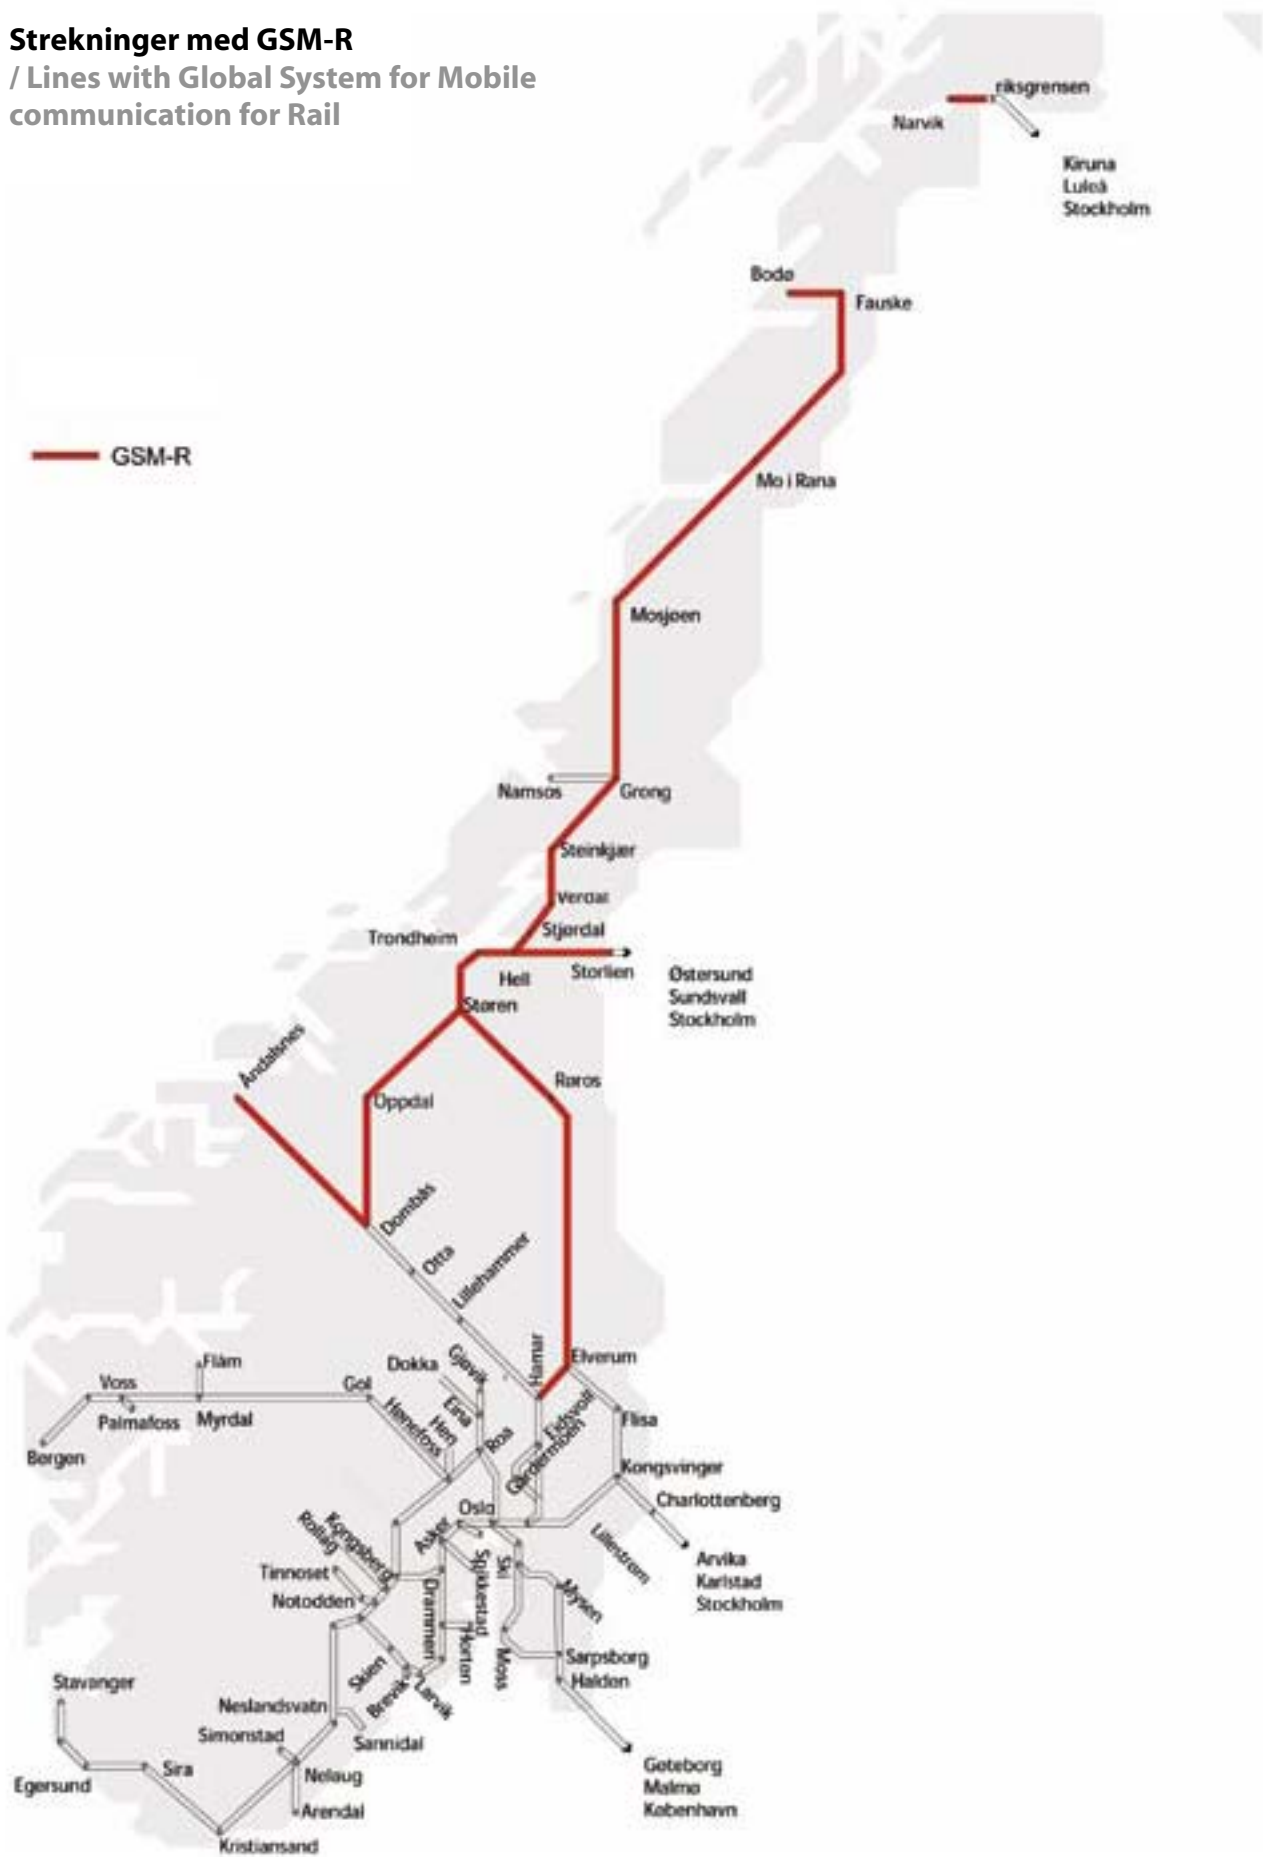 Strekninger med GSM-R
/ Lines with Global System for Mobile
communication for Rail
riksgrensen
Narvik
Kiruna
Luleå
Stockholm
Bodø
Fauske
GSM-R
Mo i Rana
Mosjøen
Namsos
Grong
Steinkjær
Verdal
Stjørdal
Trondheim
Storlien
Hell
Østersund
Sundsvall
Stockholm
Støren
Åndalsnes
Røros
Oppdal
Dombås
Otta
Lillehammer
Hamar
Elverum
Gjøvik
Dokka
Flåm
Voss
Gol
Palmafoss
Myrdal
Hønefoss
Eina
Hen
Roa
Eidsvoll
Gardermoen
Flisa
Bergen
Kongsvinger
Charlottenberg
Oslo
Lillestrøm
Asker
Kongsberg
Rollag
Arvika
Karlstad
Stockholm
Tinnoset
Notodden
Drammen
Spikkestad
Ski
Mysen
Horten
Moss
Sarpsborg
Halden
Skien
Brevik
Larvik
Stavanger
Neslandsvatn
Simonstad
Sannidal
Sira
Egersund
Nelaug
Arendal
Kristiansand
Gøteborg
Malmø
København